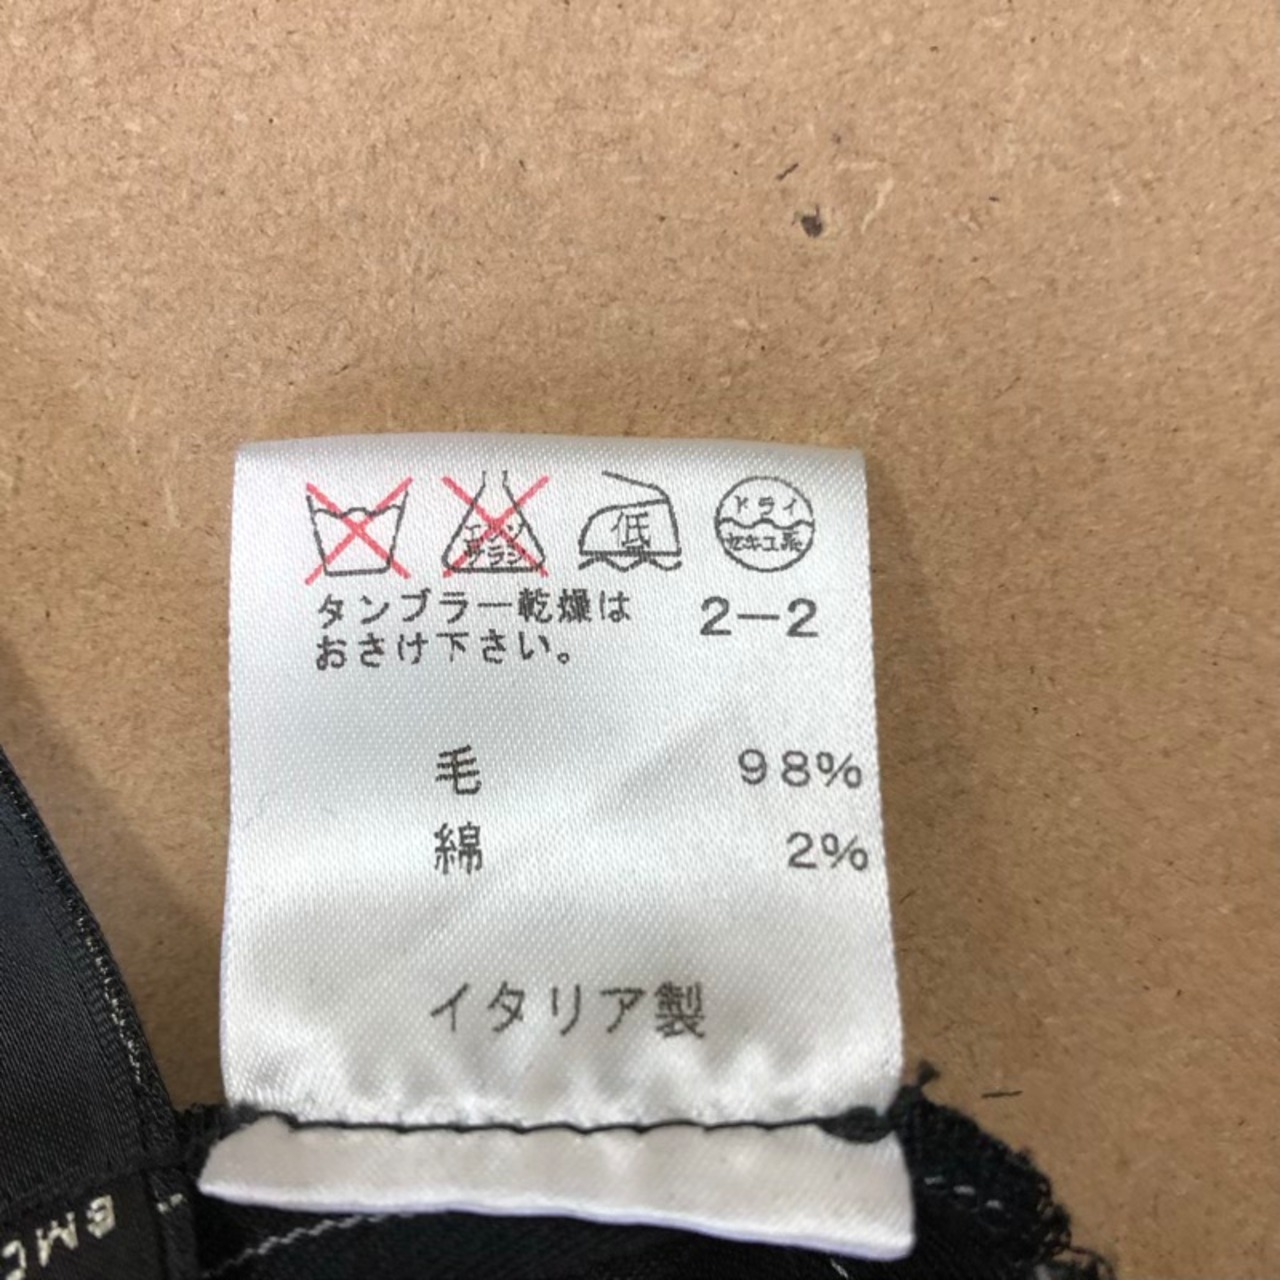 エンソ
サラシ
低
ドライ
セキユ系
タンブラー乾燥は
おさけ下さい。
2-2
毛 98%
綿 2%
イタリア製